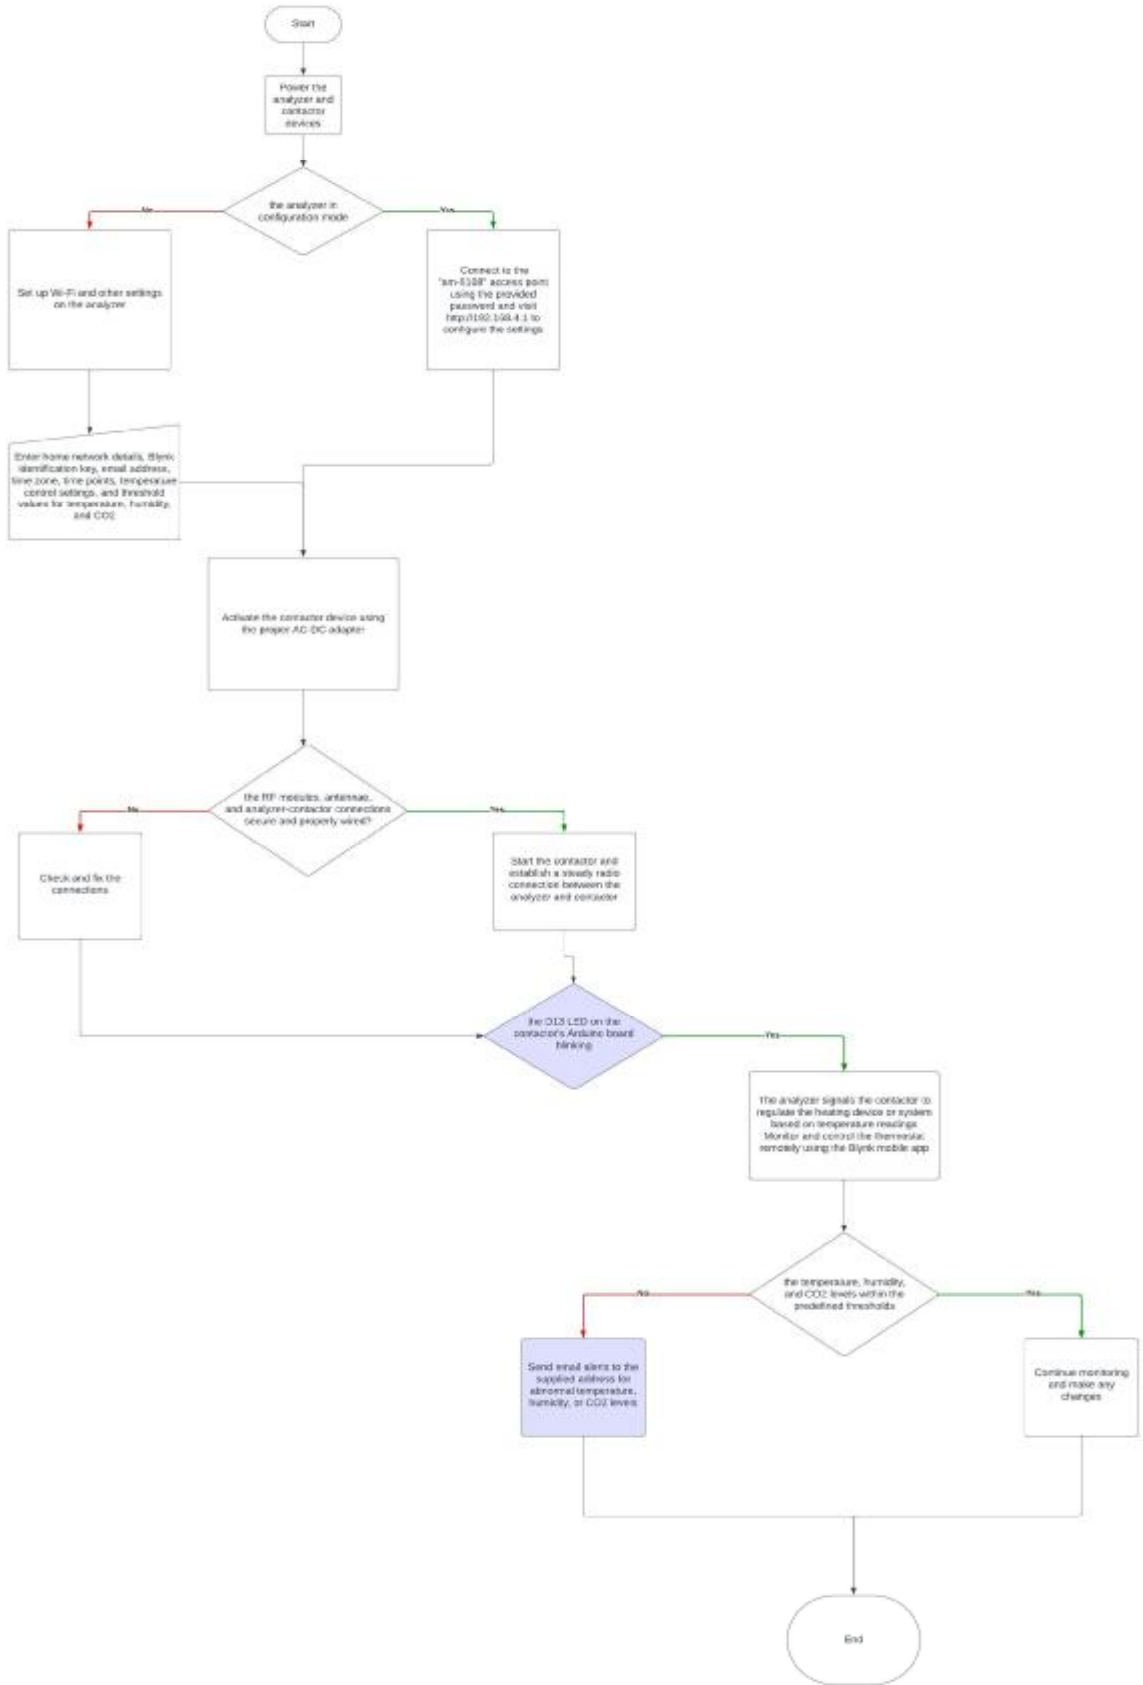 Start
Power the
analyzer and
contactor
devices
the analyzer in
configuration mode
No
Yes
Set up Wi-Fi and other settings
on the analyzer
Connect to the
access point
using the provided
password and visit
http://192.168.4.1 to
configure the settings
Enter home network details, Blynk
identification key, email address,
time zone, time points, temperature
control settings, and threshold
values for temperature, humidity,
and CO2
Activate the contactor device using
the proper AC-DC adapter
the RF modules, antennae,
and analyzer-contactor connections
secure and properly wired?
No
Yes
Check and fix the
connections
Start the contactor and
establish a steady radio
connection between the
analyzer and contactor
the D13 LED on the
contactor's Arduino board
blinking
Yes
The analyzer signals the contactor to
regulate the heating device or system
based on temperature readings
Monitor and control the thermostat
remotely using the Blynk mobile app
the temperature, humidity,
and CO2 levels within the
predefined thresholds
No
Yes
Send email alerts to the
supplied address for
abnormal temperature,
humidity, or CO2 levels
Continue monitoring
and make any
changes
End